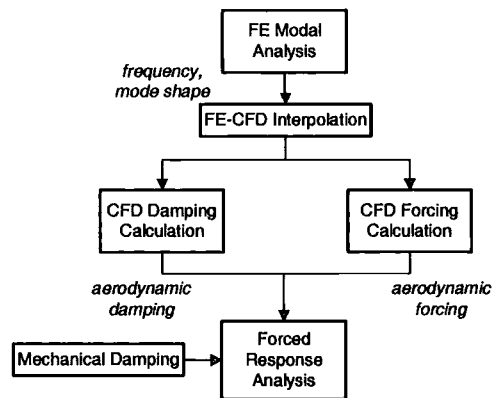 FE Modal
Analysis
frequency,
mode shape
FE-CFD Interpolation
CFD Damping
Calculation
CFD Forcing
Calculation
aerodynamic
damping
aerodynamic
forcing
Mechanical Damping
Forced
Response
Analysis